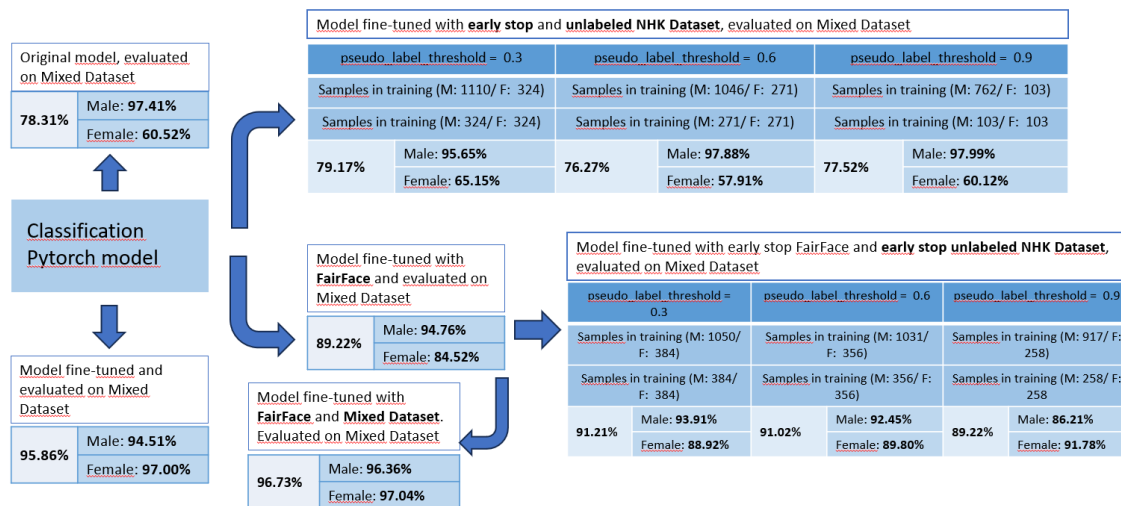 Original model, evaluated
on Mixed Dataset
78.31%
Male: 97.41%
Female: 60.52%
Classification
Pytorch model
Model fine-tuned and
evaluated on Mixed
Dataset
95.86%
Male: 94.51%
Female: 97.00%
Model fine-tuned with early stop and unlabeled NHK Dataset, evaluated on Mixed Dataset
pseudo_label_threshold = 0.3
pseudo_label_threshold = 0.6
pseudo_label_threshold = 0.9
Samples in training (M: 1110/ F: 324)
Samples in training (M: 1046/ F: 271)
Samples in training (M: 762/ F: 103)
Samples in training (M: 324/ F: 324)
Samples in training (M: 271/ F: 271)
Samples in training (M: 103/ F: 103
79.17%
Male: 95.65%
Female: 65.15%
76.27%
Male: 97.88%
Female: 57.91%
77.52%
Male: 97.99%
Female: 60.12%
Model fine-tuned with
FairFace and evaluated on
Mixed Dataset
89.22%
Male: 94.76%
Female: 84.52%
Model fine-tuned with
FairFace and Mixed Dataset.
Evaluated on Mixed Dataset
96.73%
Male: 96.36%
Female: 97.04%
Model fine-tuned with early stop FairFace and early stop unlabeled NHK Dataset,
evaluated on Mixed Dataset
pseudo_label_threshold =
0.3
pseudo_label_threshold = 0.6
pseudo_label_threshold = 0.9
Samples in training (M: 1050/
F: 384)
Samples in training (M: 1031/
F: 356)
Samples in training (M: 917/ F:
258)
Samples in training (M: 384/
F: 384)
Samples in training (M: 356/ F:
356)
Samples in training (M: 258/ F:
258
91.21%
Male: 93.91%
Female: 88.92%
91.02%
Male: 92.45%
Female: 89.80%
89.22%
Male: 86.21%
Female: 91.78%